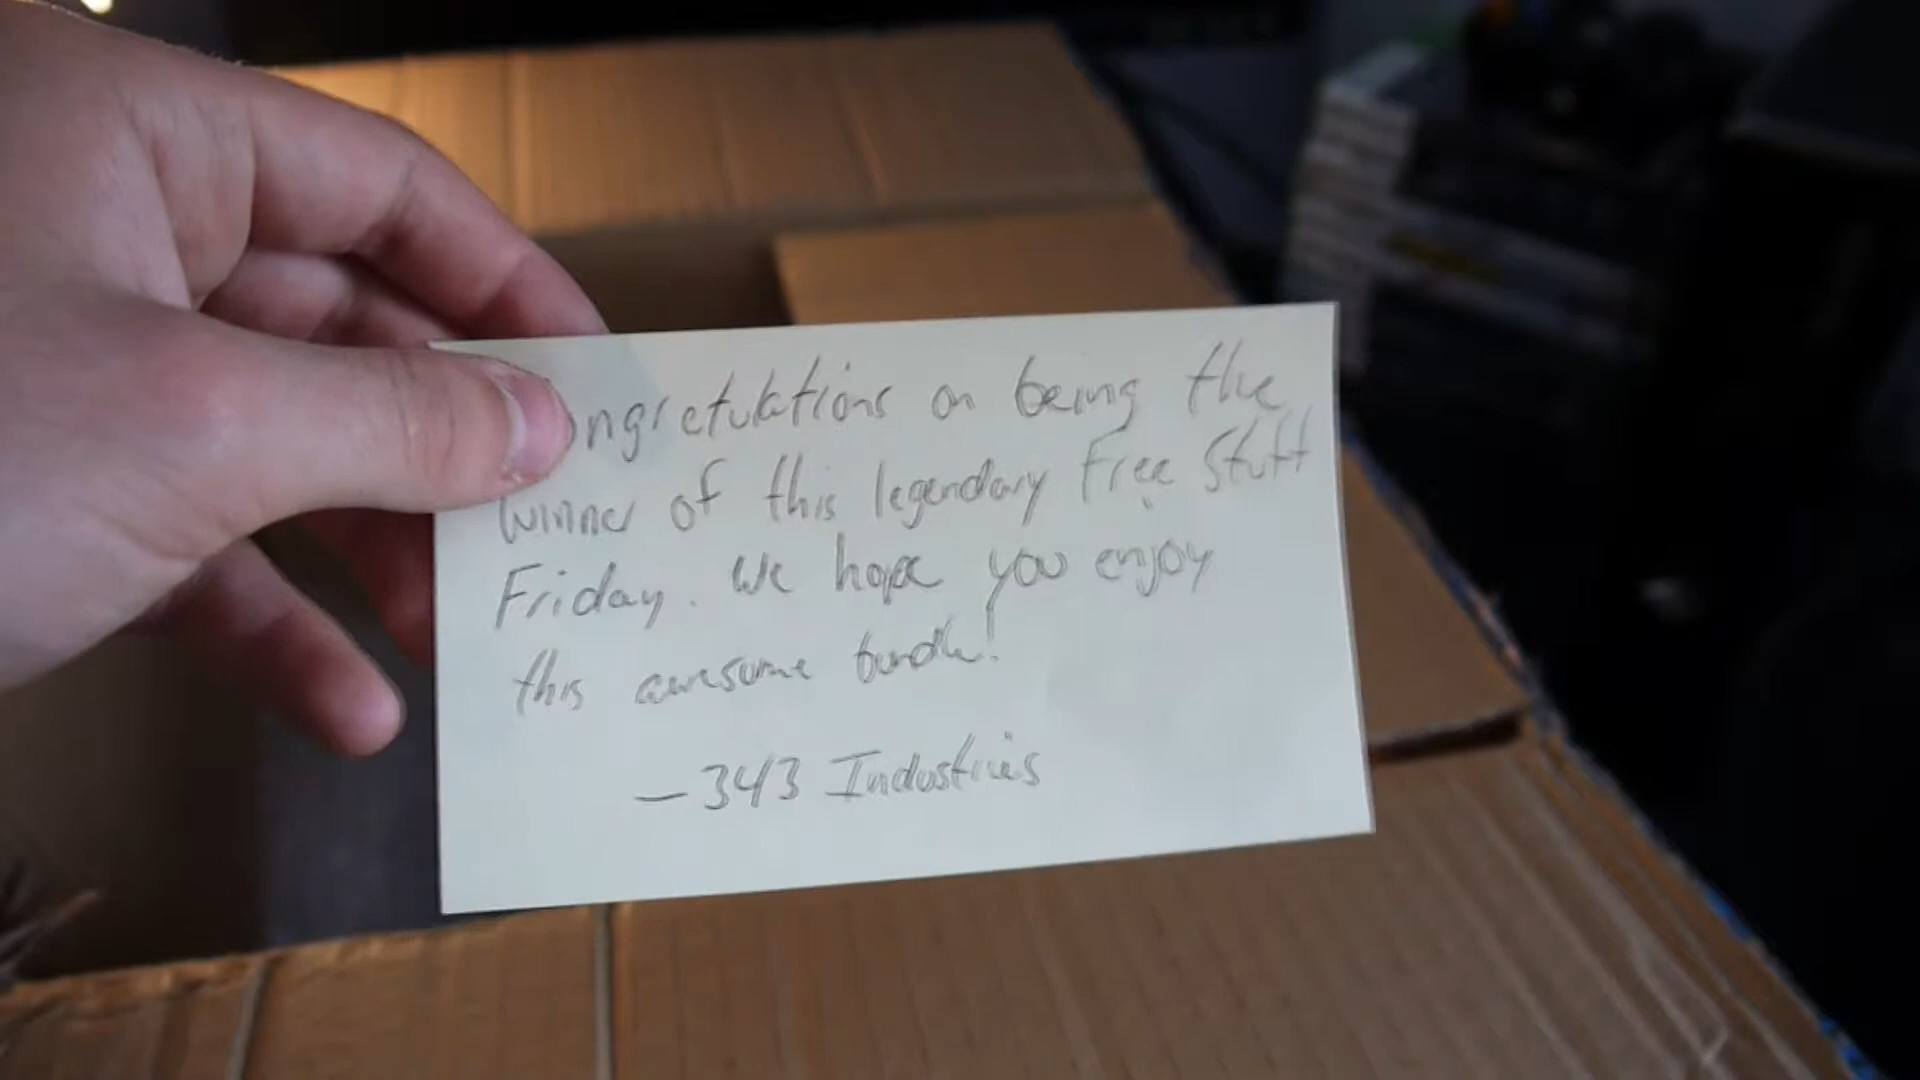 ongretulations on being the
winner of this legendary Free Stuff
Friday. We hope you enjoy
this awesome bundle!
—343 Industries